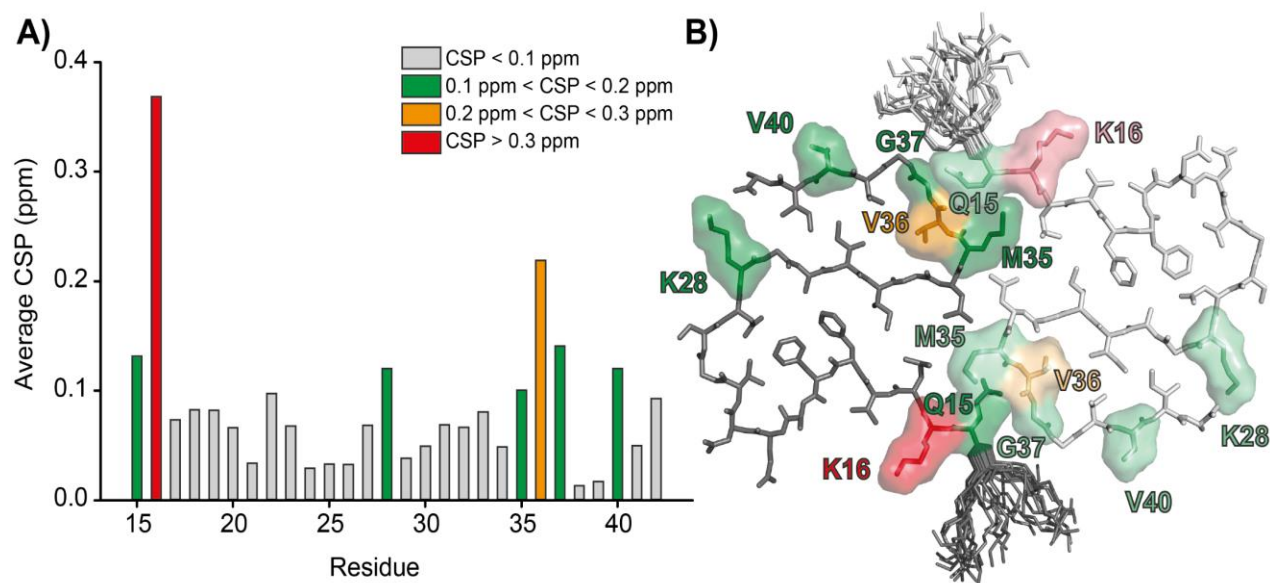 A)
Average CSP (ppm)
0.4
0.3
0.2
0.1
0.0
15
20
25
30
35
40
Residue
CSP < 0.1 ppm
0.1 ppm < CSP < 0.2 ppm
0.2 ppm < CSP < 0.3 ppm
CSP > 0.3 ppm
B)
V40
G37
K16
Q15
V36
M35
K28
M35
V36
Q15
K28
G37
K16
V40